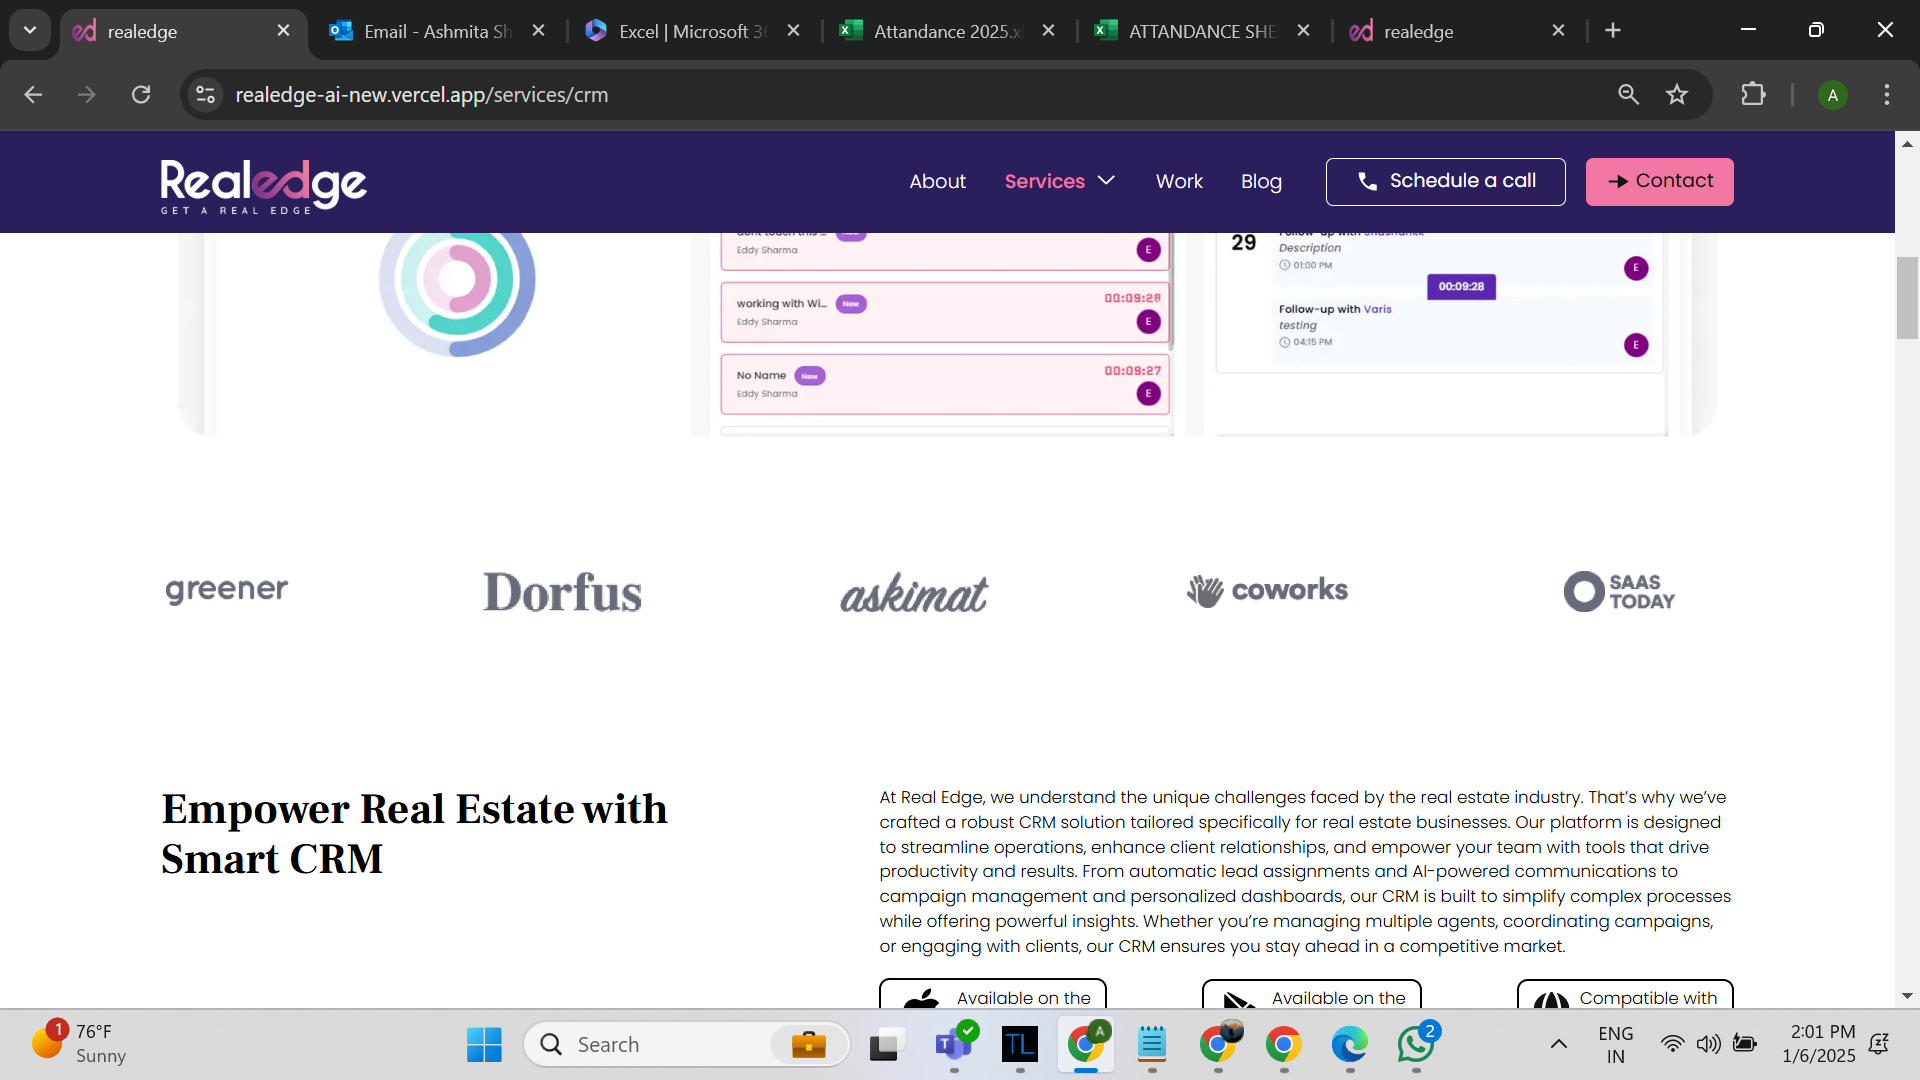 realedge
Email - Ashmita Sh
Excel | Microsoft 36
Attandance 2025.x
ATTANDANCE SHE
realedge
realedge-ai-new.vercel.app/services/crm
A
Realedge
GET A REAL EDGE
About
Services
Work
Blog
Schedule a call
Contact
dont touch this ...
Eddy Sharma
E
working with Wi...
New
00:09:28
Eddy Sharma
E
No Name
New
00:09:27
Eddy Sharma
E
29
Follow-up with Shashankk
Description
01:00 PM
E
00:09:28
Follow-up with Varis
testing
04:15 PM
E
greener
Dorfus
askimat
coworks
SAAS
TODAY
Empower Real Estate with
Smart CRM
At Real Edge, we understand the unique challenges faced by the real estate industry. That's why we've
crafted a robust CRM solution tailored specifically for real estate businesses. Our platform is designed
to streamline operations, enhance client relationships, and empower your team with tools that drive
productivity and results. From automatic lead assignments and AI-powered communications to
campaign management and personalized dashboards, our CRM is built to simplify complex processes
while offering powerful insights. Whether you're managing multiple agents, coordinating campaigns,
or engaging with clients, our CRM ensures you stay ahead in a competitive market.
Available on the
Available on the
Compatible with
1
76°F
Sunny
Search
T
TL
A
2
ENG
IN
2:01 PM
1/6/2025